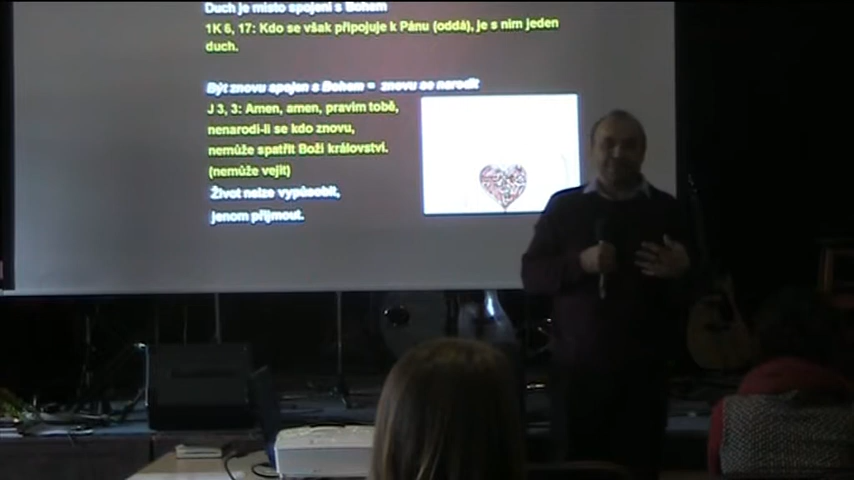 Duch je místo spojení s Bohem
1K 6, 17: Kdo se však připojuje k Pánu (oddá), je s ním jeden
duch.
Být znovu spojen s Bohem = znovu se narodit
J 3, 3: Amen, amen, pravím tobě,
nenarodí-li se kdo znovu,
nemůže spatřit Boží království.
(nemůže vejít)
Život nelze vypůsobit,
jenom přijmout.